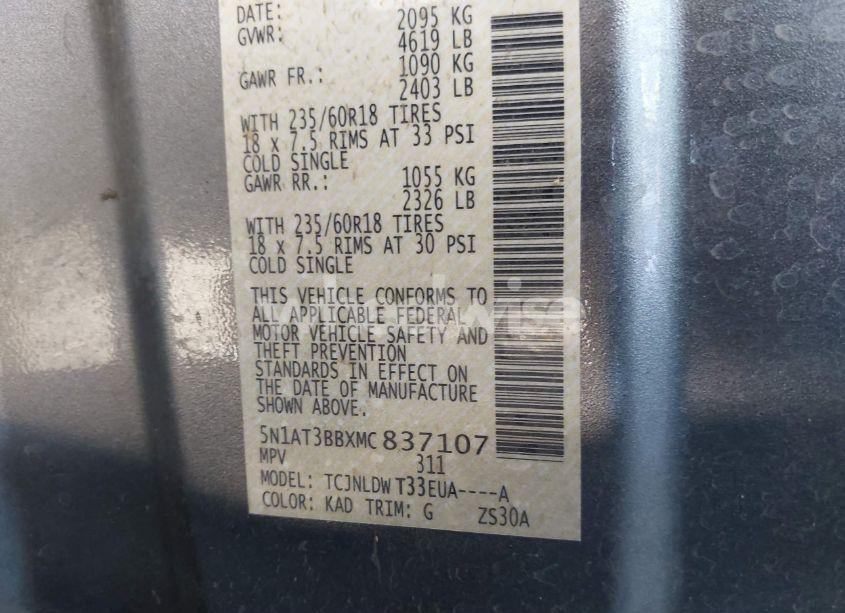 DATE: 2095 KG
GVWR: 4619 LB
GAWR FR.: 1090 KG
2403 LB
WITH 235/60R18 TIRES
18 x 7.5 RIMS AT 33 PSI
COLD SINGLE
GAWR RR.: 1055 KG
2326 LB
WITH 235/60R18 TIRES
18 x 7.5 RIMS AT 30 PSI
COLD SINGLE
THIS VEHICLE CONFORMS TO
ALL APPLICABLE FEDERAL
MOTOR VEHICLE SAFETY AND
THEFT PREVENTION
STANDARDS IN EFFECT ON
THE DATE OF MANUFACTURE
SHOWN ABOVE.
5N1AT3BBXMC 837107
MPV 311
MODEL: TCJNLDW T33EUA----A
COLOR: KAD TRIM: G ZS30A